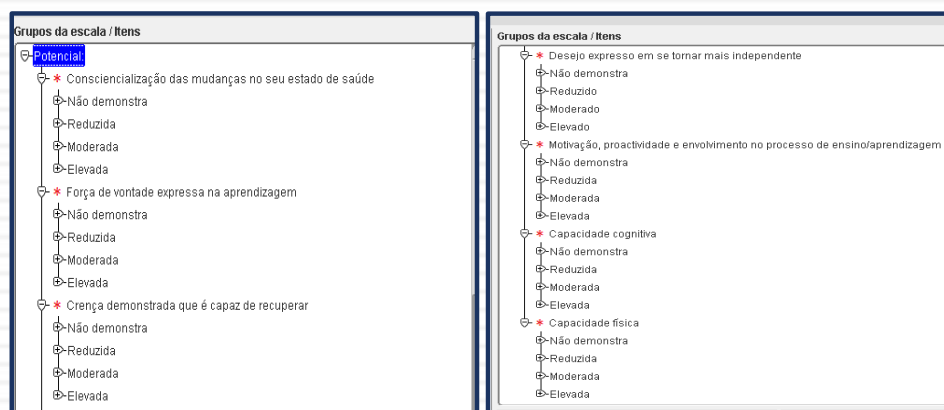 Grupos da escala / Itens
Potencial:
* Consciencialização das mudanças no seu estado de saúde
Não demonstra
Reduzida
Moderada
Elevada
* Força de vontade expressa na aprendizagem
Não demonstra
Reduzida
Moderada
Elevada
* Crença demonstrada que é capaz de recuperar
Não demonstra
Reduzida
Moderada
Elevada
Grupos da escala / Itens
* Desejo expresso em se tornar mais independente
Não demonstra
Reduzido
Moderado
Elevado
* Motivação, proactividade e envolvimento no processo de ensino/aprendizagem
Não demonstra
Reduzida
Moderada
Elevada
* Capacidade cognitiva
Não demonstra
Reduzida
Moderada
Elevada
* Capacidade física
Não demonstra
Reduzida
Moderada
Elevada